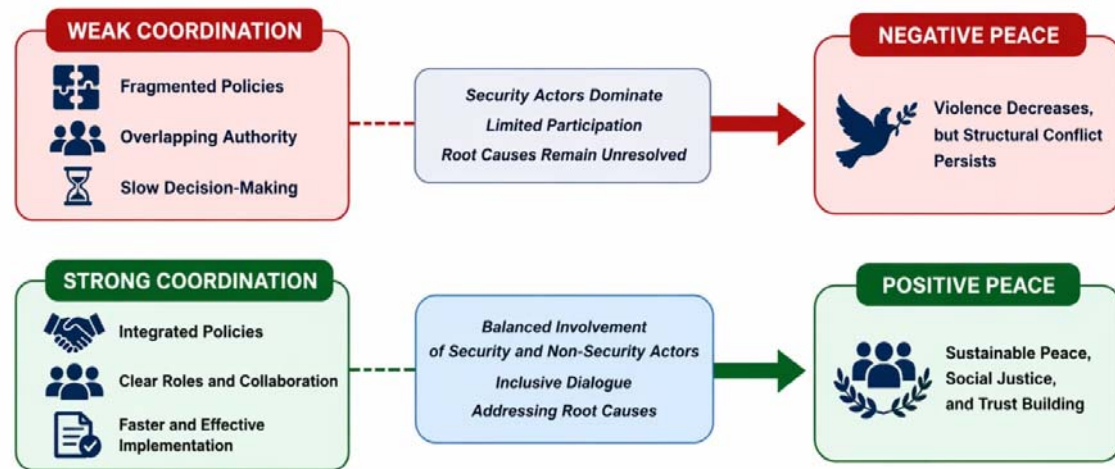 WEAK COORDINATION
Fragmented Policies
Overlapping Authority
Slow Decision-Making
Security Actors Dominate
Limited Participation
Root Causes Remain Unresolved
NEGATIVE PEACE
Violence Decreases,
but Structural Conflict
Persists
STRONG COORDINATION
Integrated Policies
Clear Roles and Collaboration
Faster and Effective
Implementation
Balanced Involvement
of Security and Non-Security Actors
Inclusive Dialogue
Addressing Root Causes
POSITIVE PEACE
Sustainable Peace,
Social Justice,
and Trust Building